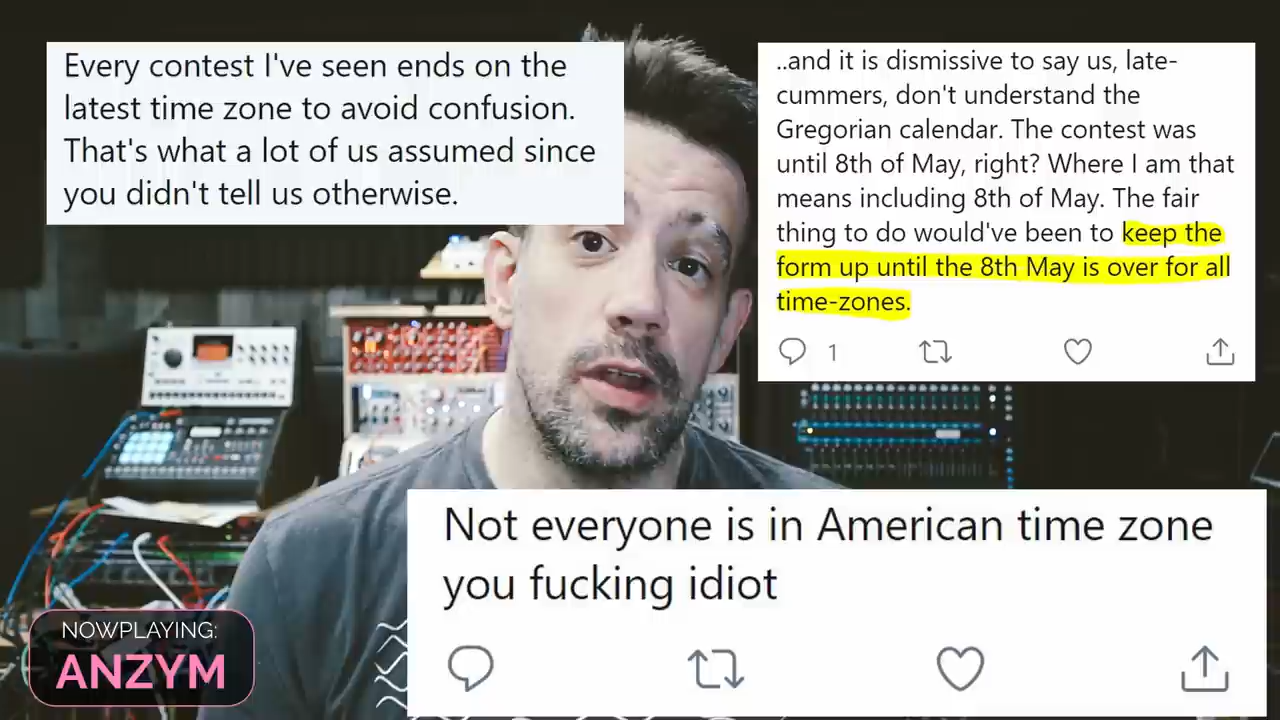 Every contest I've seen ends on the
latest time zone to avoid confusion.
That's what a lot of us assumed since
you didn't tell us otherwise.
..and it is dismissive to say us, late-
cummers, don't understand the
Gregorian calendar. The contest was
until 8th of May, right? Where I am that
means including 8th of May. The fair
thing to do would've been to keep the
form up until the 8th May is over for all
time-zones.
1
Not everyone is in American time zone
you fucking idiot
NOWPLAYING:
ANZYM